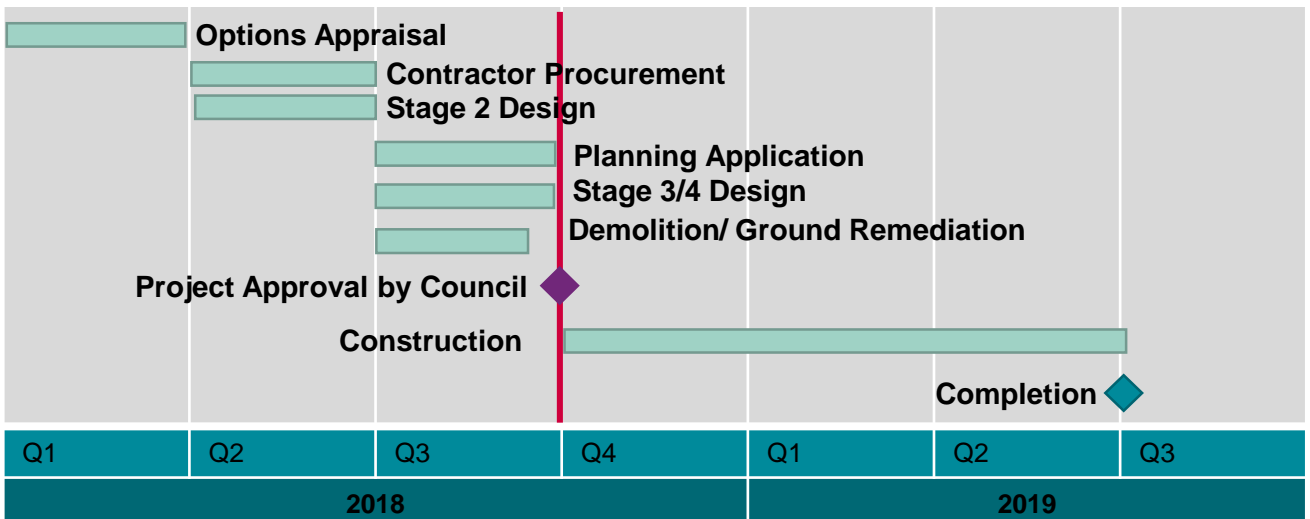 Options Appraisal
Contractor Procurement
Stage 2 Design
Planning Application
Stage 3/4 Design
Demolition/ Ground Remediation
Project Approval by Council
Construction
Completion
Q1 Q2 Q3 Q4 Q1 Q2 Q3
2018 2019